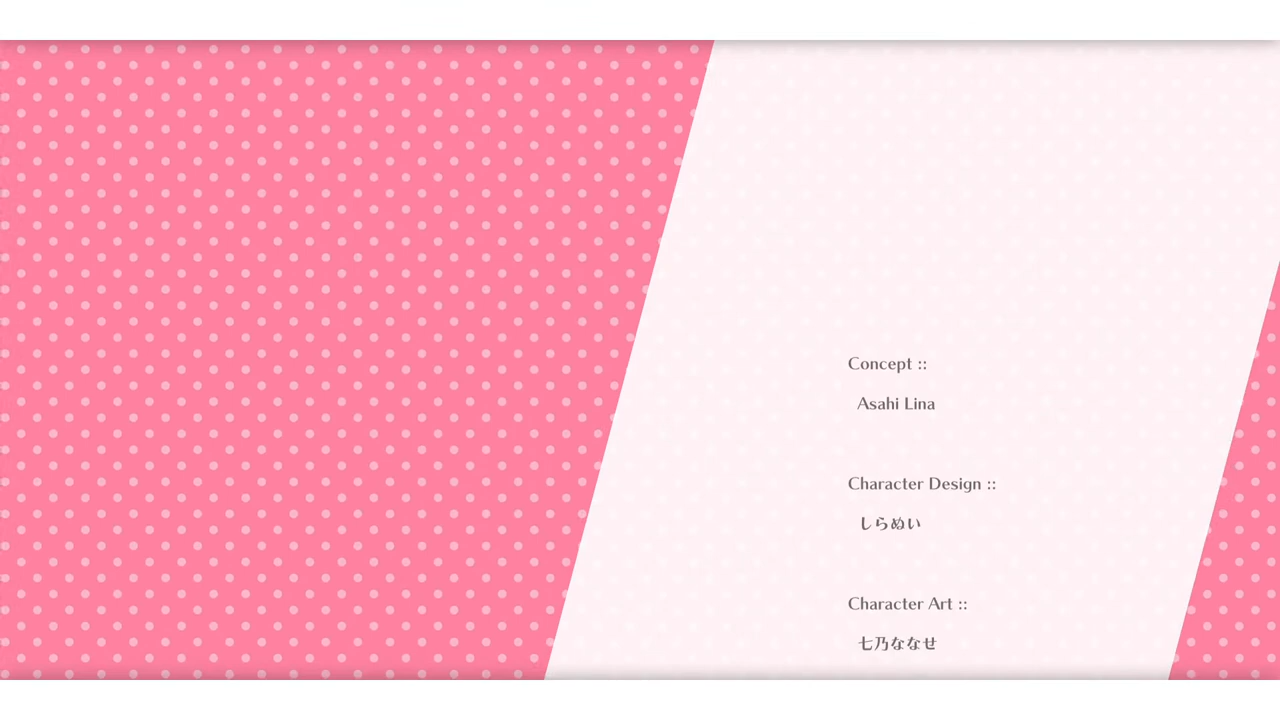 Concept ::
Asahi Lina
Character Design ::
しらぬい
Character Art ::
七乃ななせ